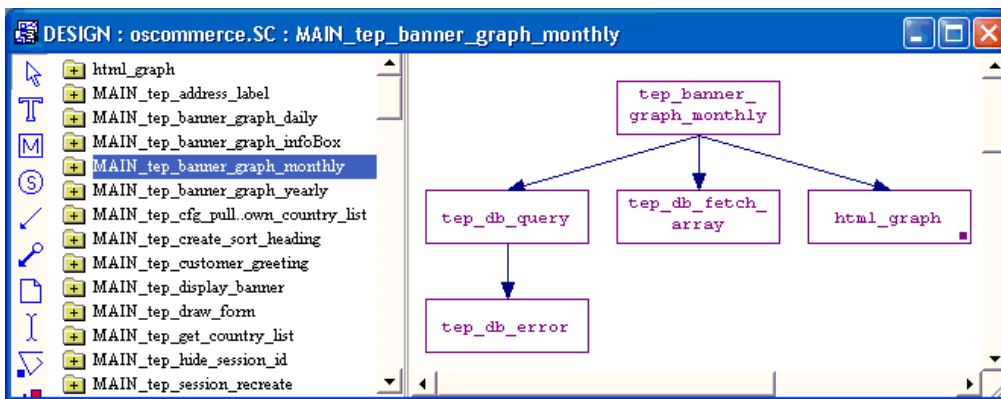 DESIGN : oscommerce.SC : MAIN_tep_banner_graph_monthly
html_graph
MAIN_tep_address_label
MAIN_tep_banner_graph_daily
MAIN_tep_banner_graph_infoBox
MAIN_tep_banner_graph_monthly
MAIN_tep_banner_graph_yearly
MAIN_tep_cfg_pull..own_country_list
MAIN_tep_create_sort_heading
MAIN_tep_customer_greeting
MAIN_tep_display_banner
MAIN_tep_draw_form
MAIN_tep_get_country_list
MAIN_tep_hide_session_id
MAIN_tep_session_recreate
T
M
S
tep_banner_
graph_monthly
tep_db_query
tep_db_fetch_
array
html_graph
tep_db_error